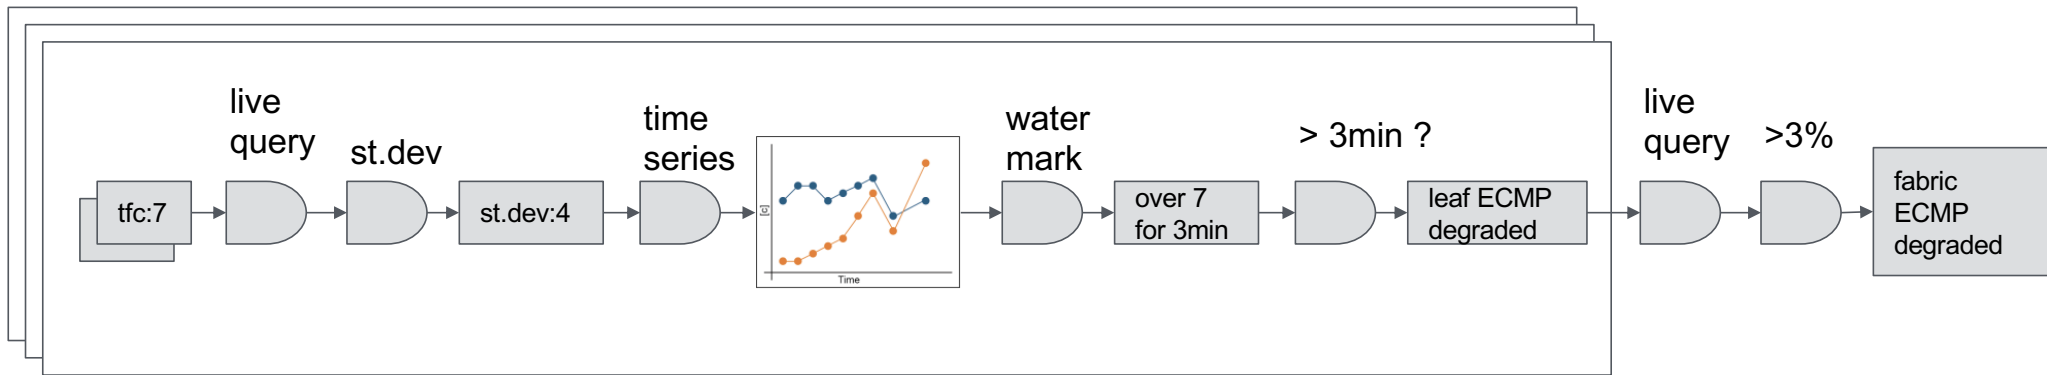 live
query
st.dev
time
series
water
mark
> 3min ?
live
query
>3%
tfc:7
st.dev:4
[c]
Time
over 7
for 3min
leaf ECMP
degraded
fabric
ECMP
degraded